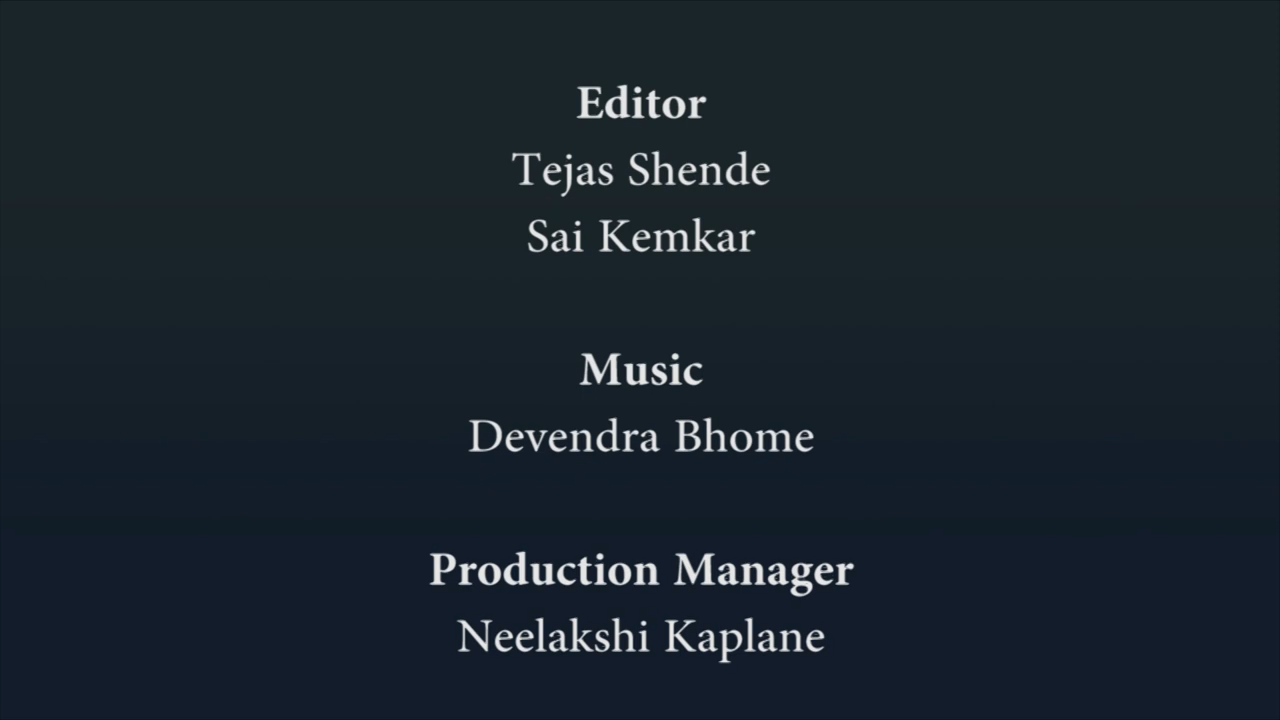 Editor
Tejas Shende
Sai Kemkar
Music
Devendra Bhome
Production Manager
Neelakshi Kaplane